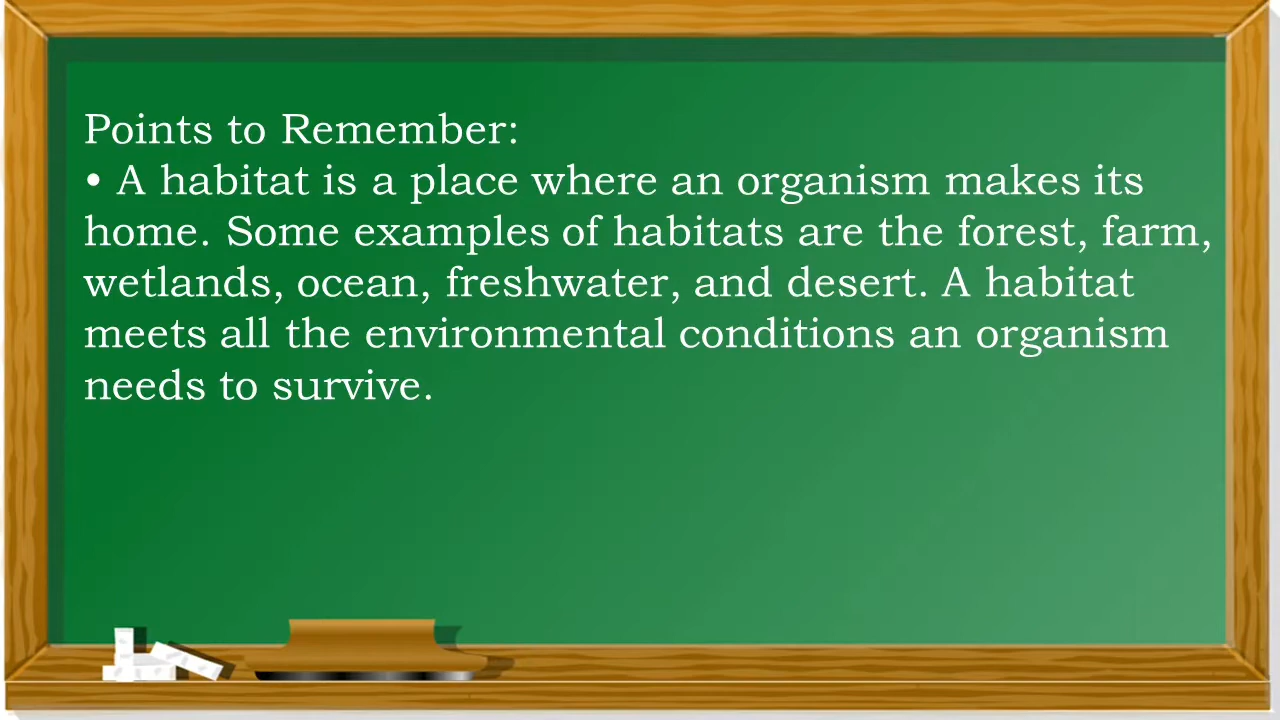 Points to Remember:
• A habitat is a place where an organism makes its
home. Some examples of habitats are the forest, farm,
wetlands, ocean, freshwater, and desert. A habitat
meets all the environmental conditions an organism
needs to survive.